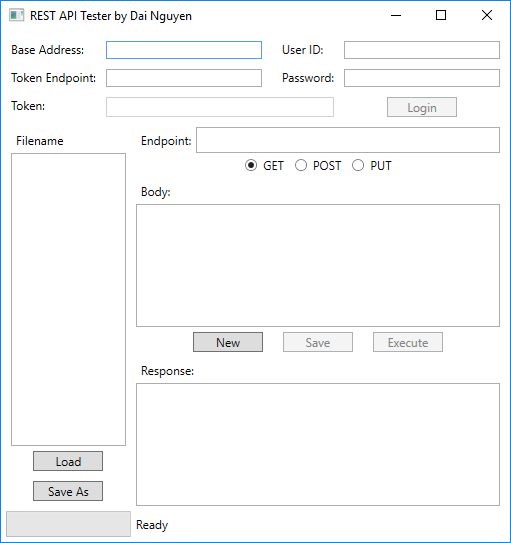 REST API Tester by Dai Nguyen
Base Address: User ID:
Token Endpoint: Password:
Token: Login
Filename Endpoint:
GET POST PUT
Body:
New Save Execute
Response:
Load
Save As
Ready